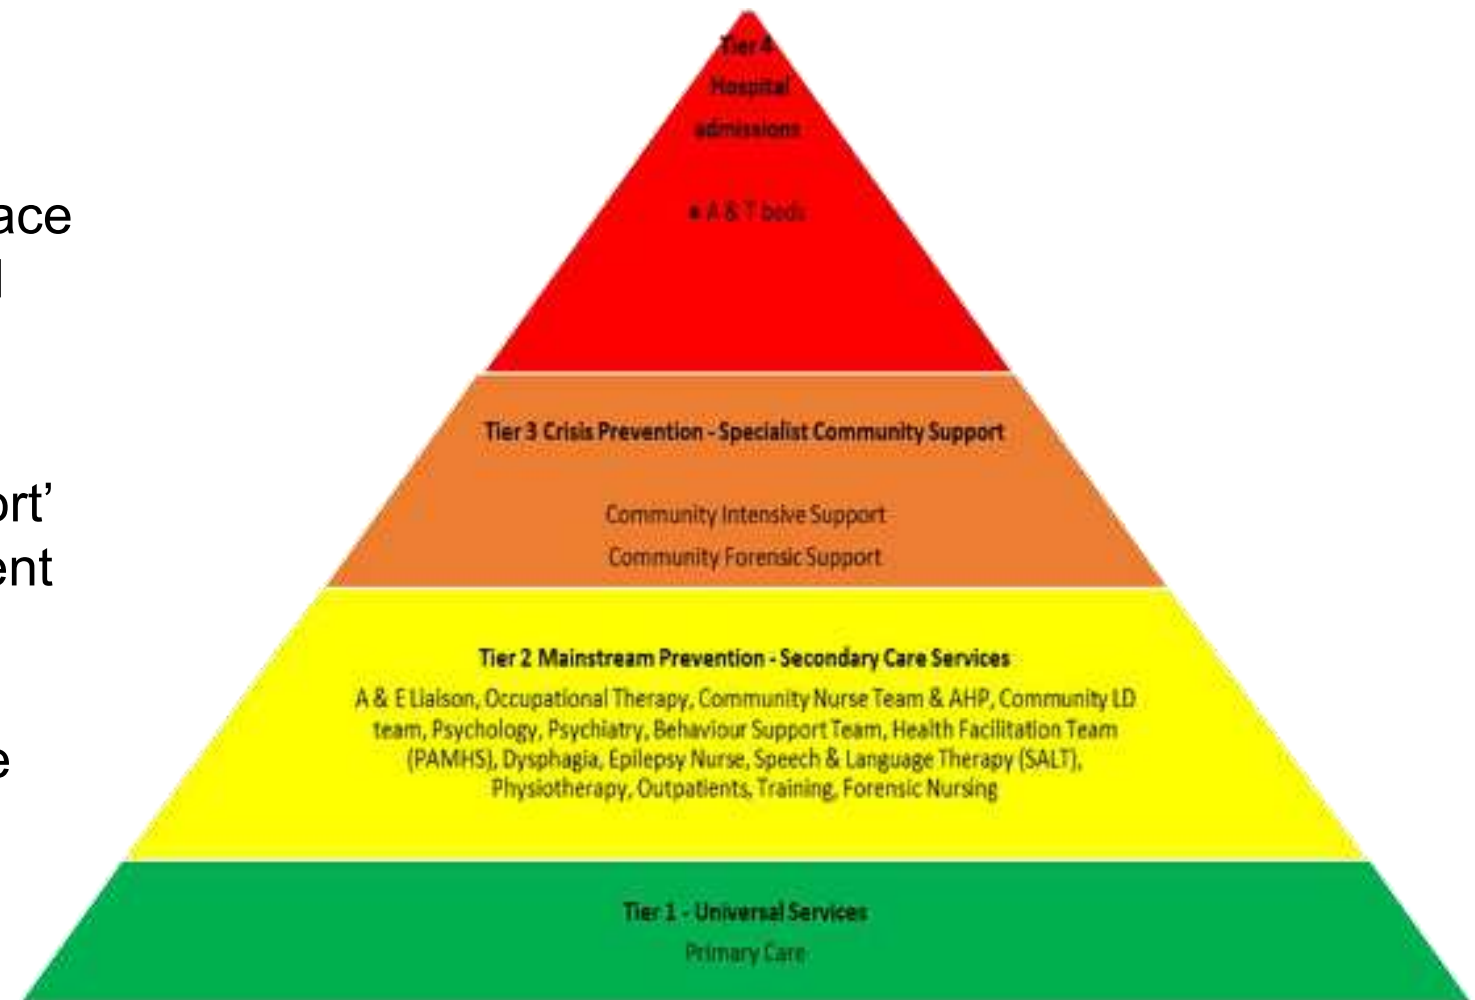 ace
l
ort’
ent
e
Tier 4
Hospital
admissions
• A & T beds
Tier 3 Crisis Prevention - Specialist Community Support
Community Intensive Support
Community Forensic Support
Tier 2 Mainstream Prevention - Secondary Care Services
A & E Liaison, Occupational Therapy, Community Nurse Team & AHP, Community LD
team, Psychology, Psychiatry, Behaviour Support Team, Health Facilitation Team
(PAMHS), Dysphagia, Epilepsy Nurse, Speech & Language Therapy (SALT),
Physiotherapy, Outpatients, Training, Forensic Nursing
Tier 1 - Universal Services
Primary Care